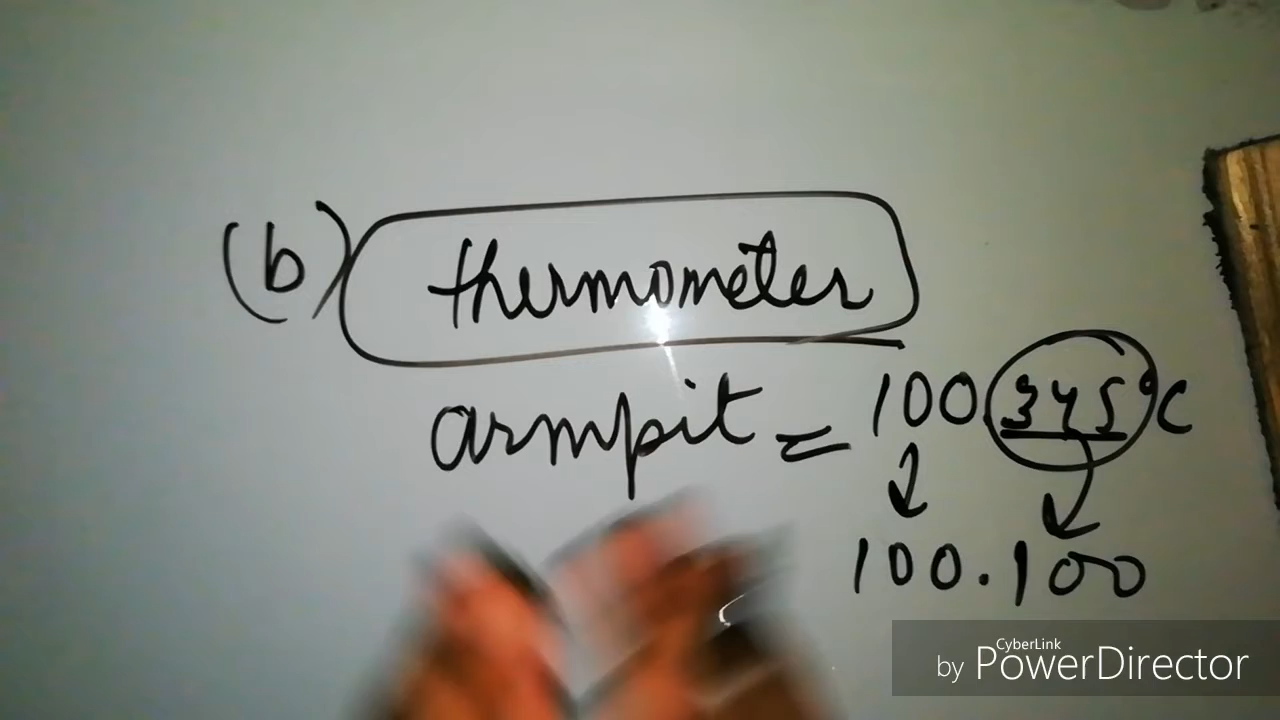 (b) thermometer
armpit = 100.345°C
↓ ↓
100.100
by CyberLink PowerDirector